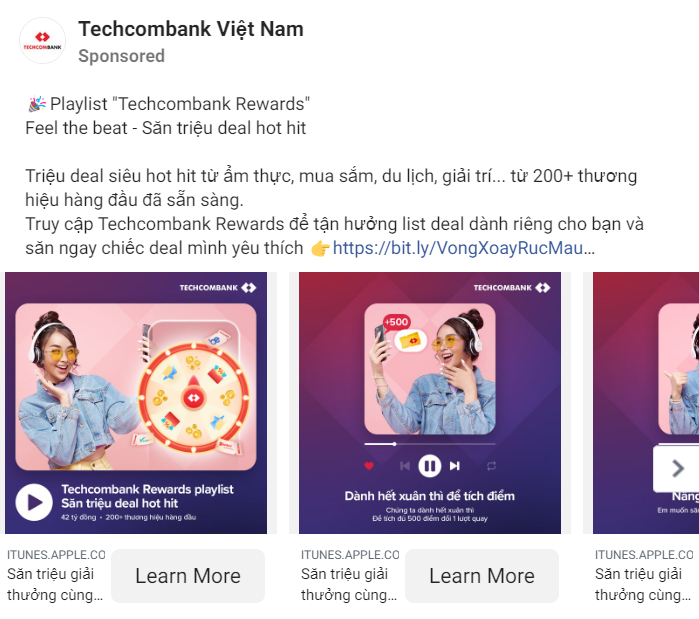 TECHCOMBANK
Techcombank Việt Nam
Sponsored
🎉 Playlist "Techcombank Rewards"
Feel the beat - Săn triệu deal hot hit
Triệu deal siêu hot hit từ ẩm thực, mua sắm, du lịch, giải trí... từ 200+ thương
hiệu hàng đầu đã sẵn sàng.
Truy cập Techcombank Rewards để tận hưởng list deal dành riêng cho bạn và
săn ngay chiếc deal mình yêu thích 👉 https://bit.ly/VongXoayRucMau...
TECHCOMBANK
Techcombank Rewards playlist
Săn triệu deal hot hit
42 tỷ đồng • 200+ thương hiệu hàng đầu
ITUNES.APPLE.CO
Săn triệu giải
thưởng cùng...
Learn More
TECHCOMBANK
+500
Dành hết xuân thì để tích điểm
Chúng ta dành hết xuân thì
Để tích đủ 500 điểm đổi 1 lượt quay
ITUNES.APPLE.CO
Săn triệu giải
thưởng cùng...
Learn More
Nàng
Em muốn să
ITUNES.APPLE.CO
Săn triệu giải
thưởng cùng...